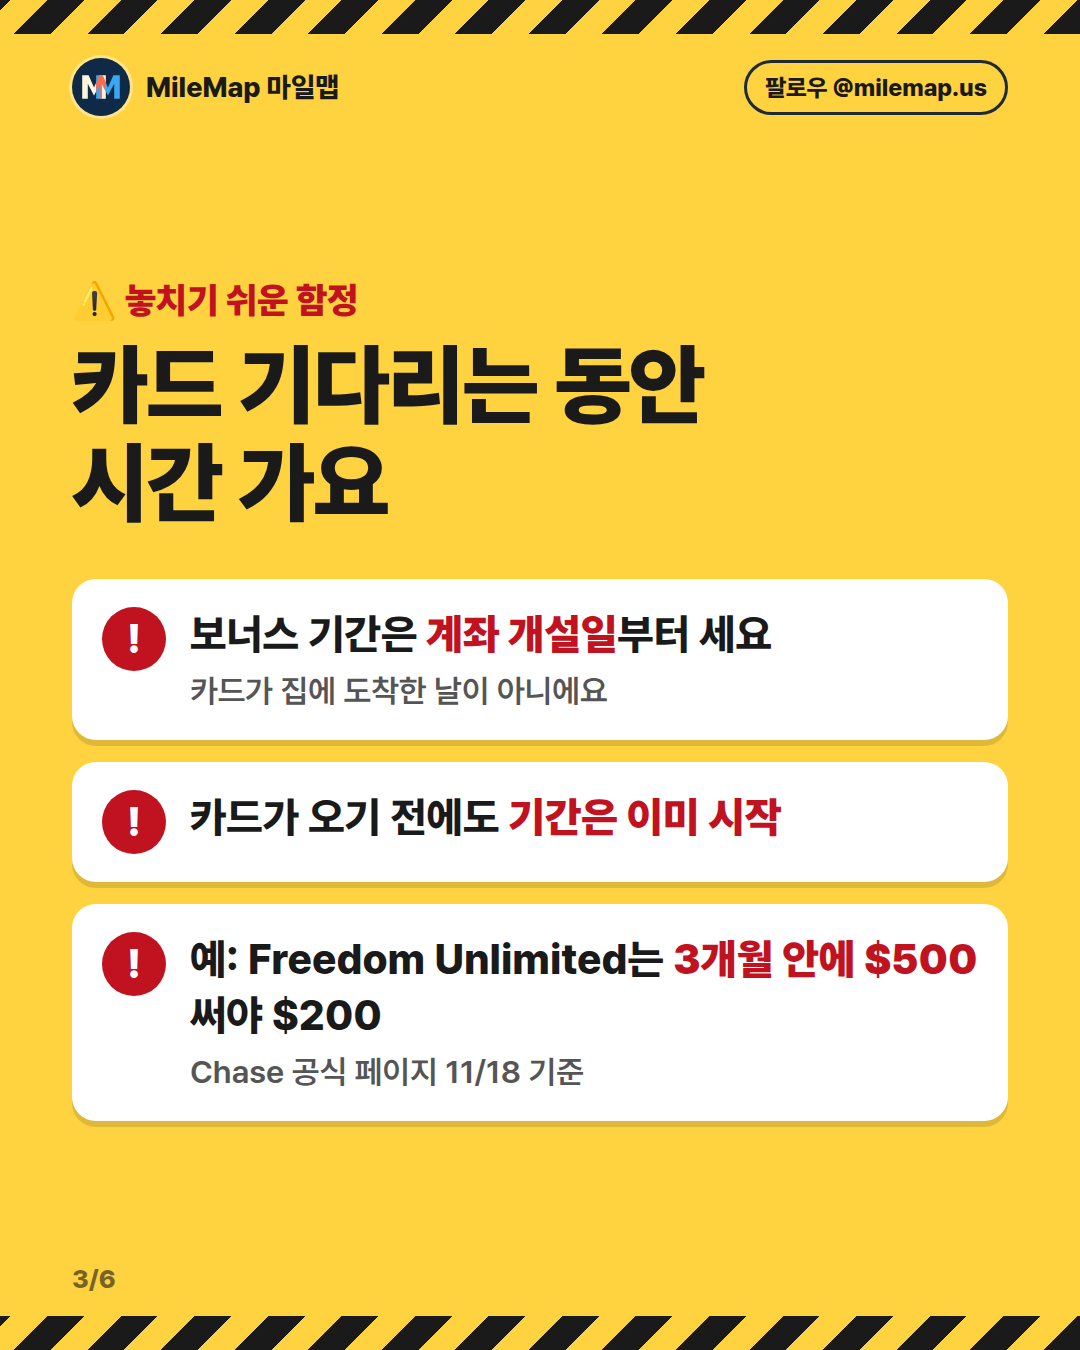 MM
MileMap 마일맵
팔로우 @milemap.us
⚠️ 놓치기 쉬운 함정
카드 기다리는 동안
시간 가요
! 보너스 기간은 계좌 개설일부터 세요
카드가 집에 도착한 날이 아니에요
! 카드가 오기 전에도 기간은 이미 시작
! 예: Freedom Unlimited는 3개월 안에 $500
써야 $200
Chase 공식 페이지 11/18 기준
3/6